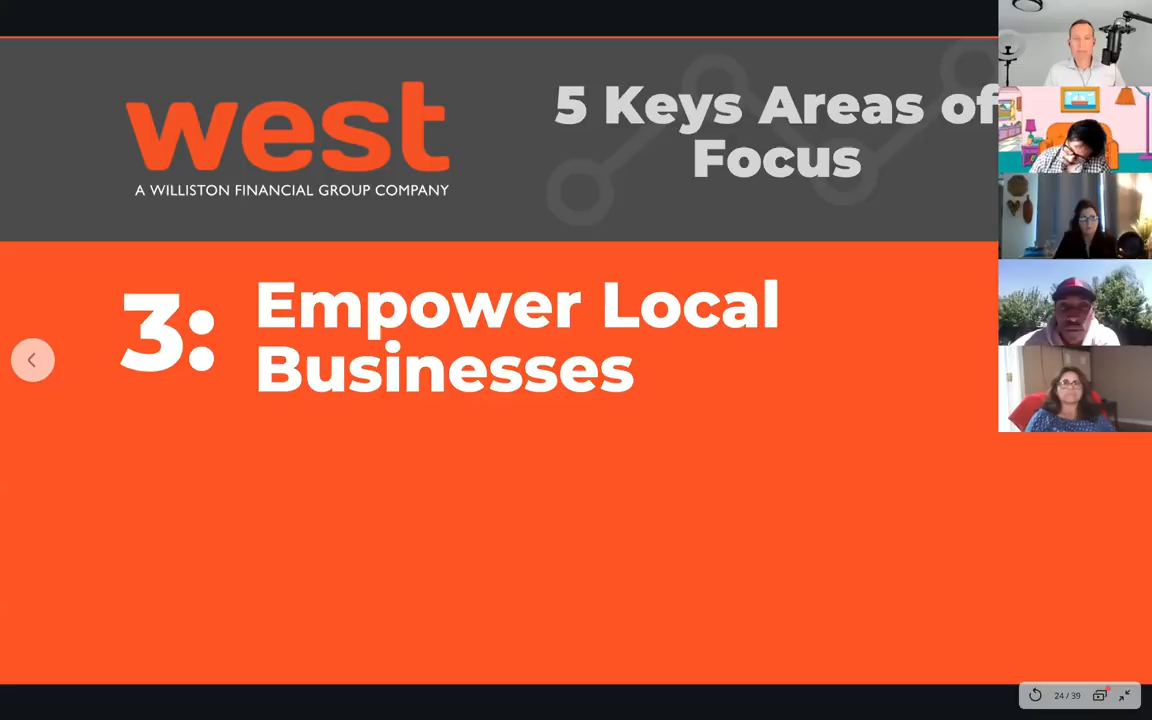 west
A WILLISTON FINANCIAL GROUP COMPANY
5 Keys Areas of
Focus
3:
Empower Local
Businesses
24 / 39